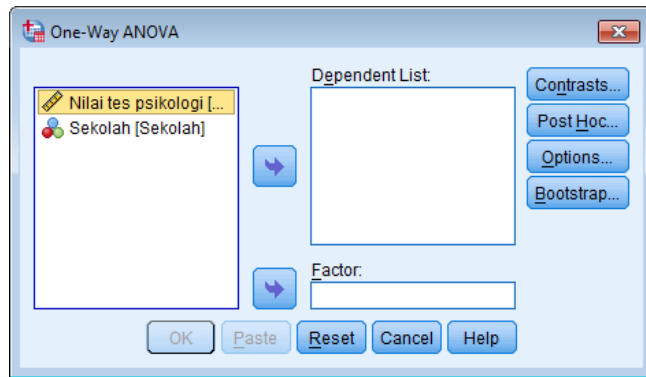 One-Way ANOVA
Nilai tes psikologi [...
Sekolah [Sekolah]
Dependent List:
Factor:
Contrasts...
Post Hoc...
Options...
Bootstrap...
OK Paste Reset Cancel Help